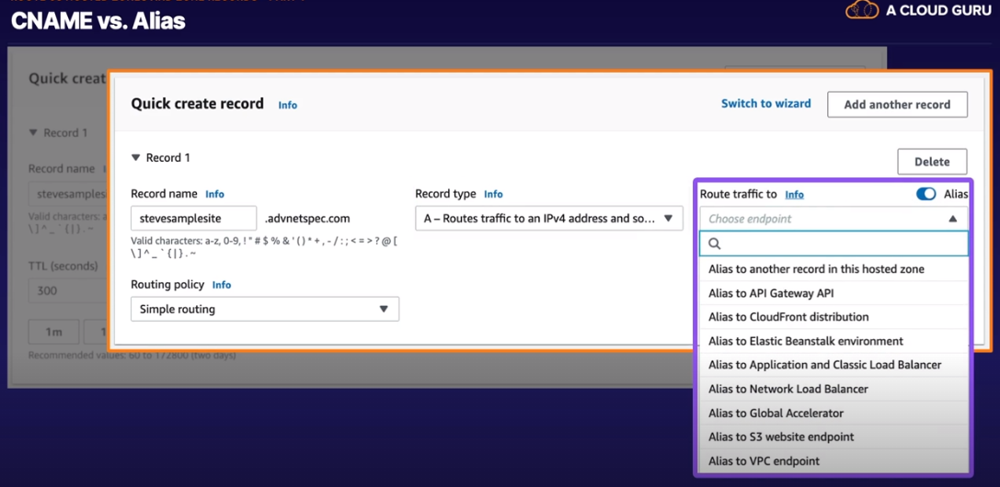 CNAME vs. Alias
A CLOUD GURU
Quick creat
Quick create record Info
Switch to wizard
Add another record
Record 1
Record name
stevesamples
Valid characters: a
\]^_`{|}.~
TTL (seconds)
300
1m
1
Recommended values: 60 to 172800 (two days)
Record 1
Delete
Record name Info
stevesamplesite
.advnetspec.com
Valid characters: a-z, 0-9, ! " # $ % & ' ( ) * + , - / : ; < = > ? @ [
\ ] ^ _ ` { | } . ~
Record type Info
A – Routes traffic to an IPv4 address and so...
Routing policy Info
Simple routing
Route traffic to Info
Alias
Choose endpoint
Alias to another record in this hosted zone
Alias to API Gateway API
Alias to CloudFront distribution
Alias to Elastic Beanstalk environment
Alias to Application and Classic Load Balancer
Alias to Network Load Balancer
Alias to Global Accelerator
Alias to S3 website endpoint
Alias to VPC endpoint